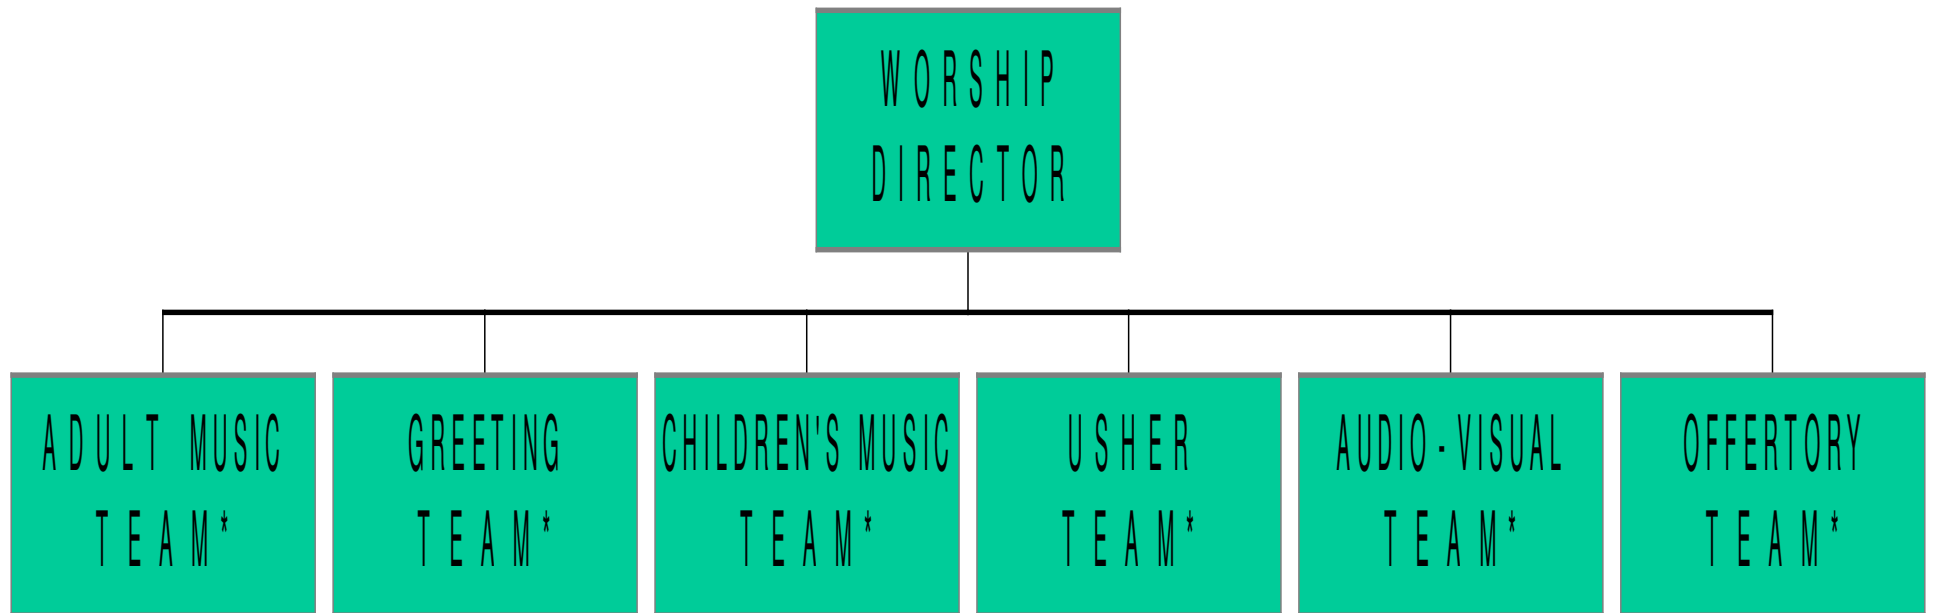 WORSHIP
DIRECTOR
ADULT MUSIC
TEAM*
GREETING
TEAM*
CHILDREN'S MUSIC
TEAM*
USHER
TEAM*
AUDIO-VISUAL
TEAM*
OFFERTORY
TEAM*